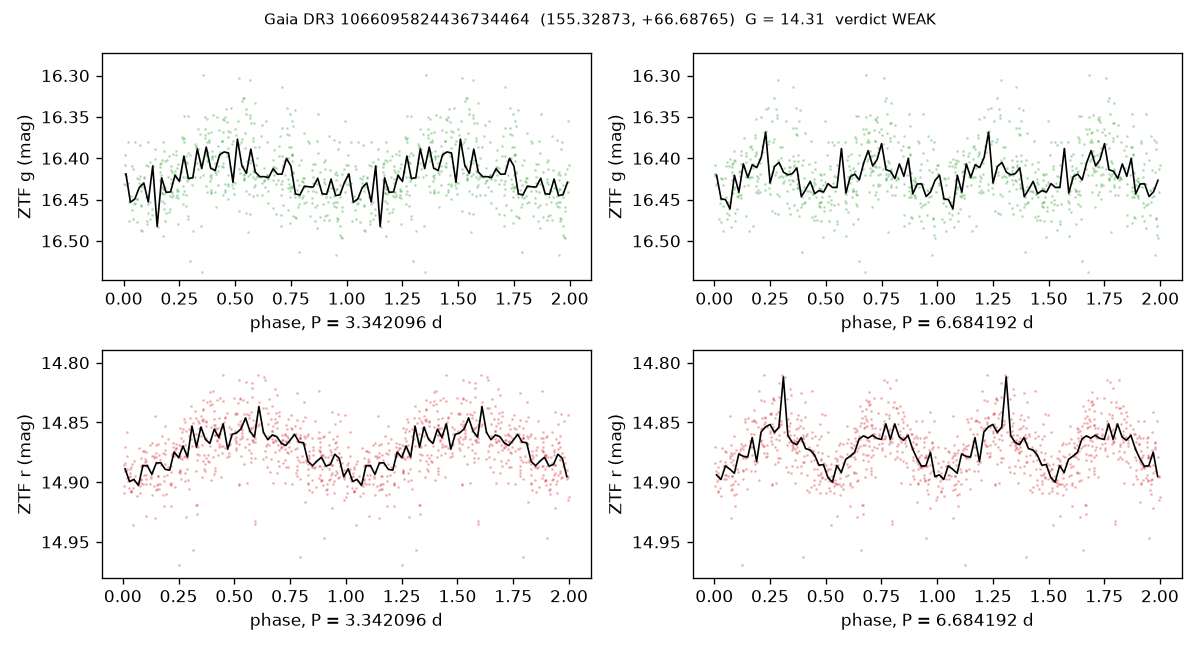 Gaia DR3 1066095824436734464 (155.32873, +66.68765) G = 14.31 verdict WEAK
ZTF g (mag)
16.30
16.35
16.40
16.45
16.50
0.00 0.25 0.50 0.75 1.00 1.25 1.50 1.75 2.00
phase, P = 3.342096 d
ZTF g (mag)
16.30
16.35
16.40
16.45
16.50
0.00 0.25 0.50 0.75 1.00 1.25 1.50 1.75 2.00
phase, P = 6.684192 d
ZTF r (mag)
14.80
14.85
14.90
14.95
0.00 0.25 0.50 0.75 1.00 1.25 1.50 1.75 2.00
phase, P = 3.342096 d
ZTF r (mag)
14.80
14.85
14.90
14.95
0.00 0.25 0.50 0.75 1.00 1.25 1.50 1.75 2.00
phase, P = 6.684192 d